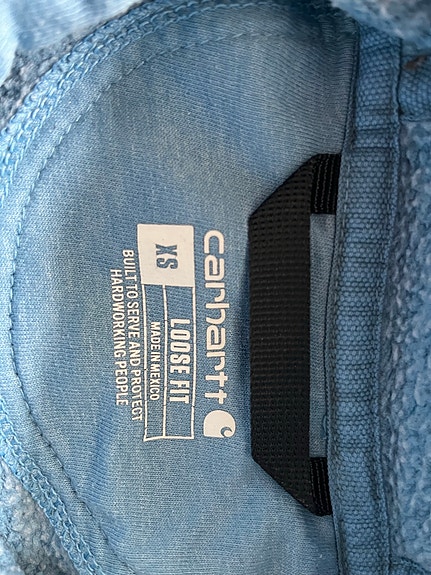 carhartt
XS
LOOSE FIT
MADE IN MEXICO
BUILT TO SERVE AND PROTECT
HARDWORKING PEOPLE